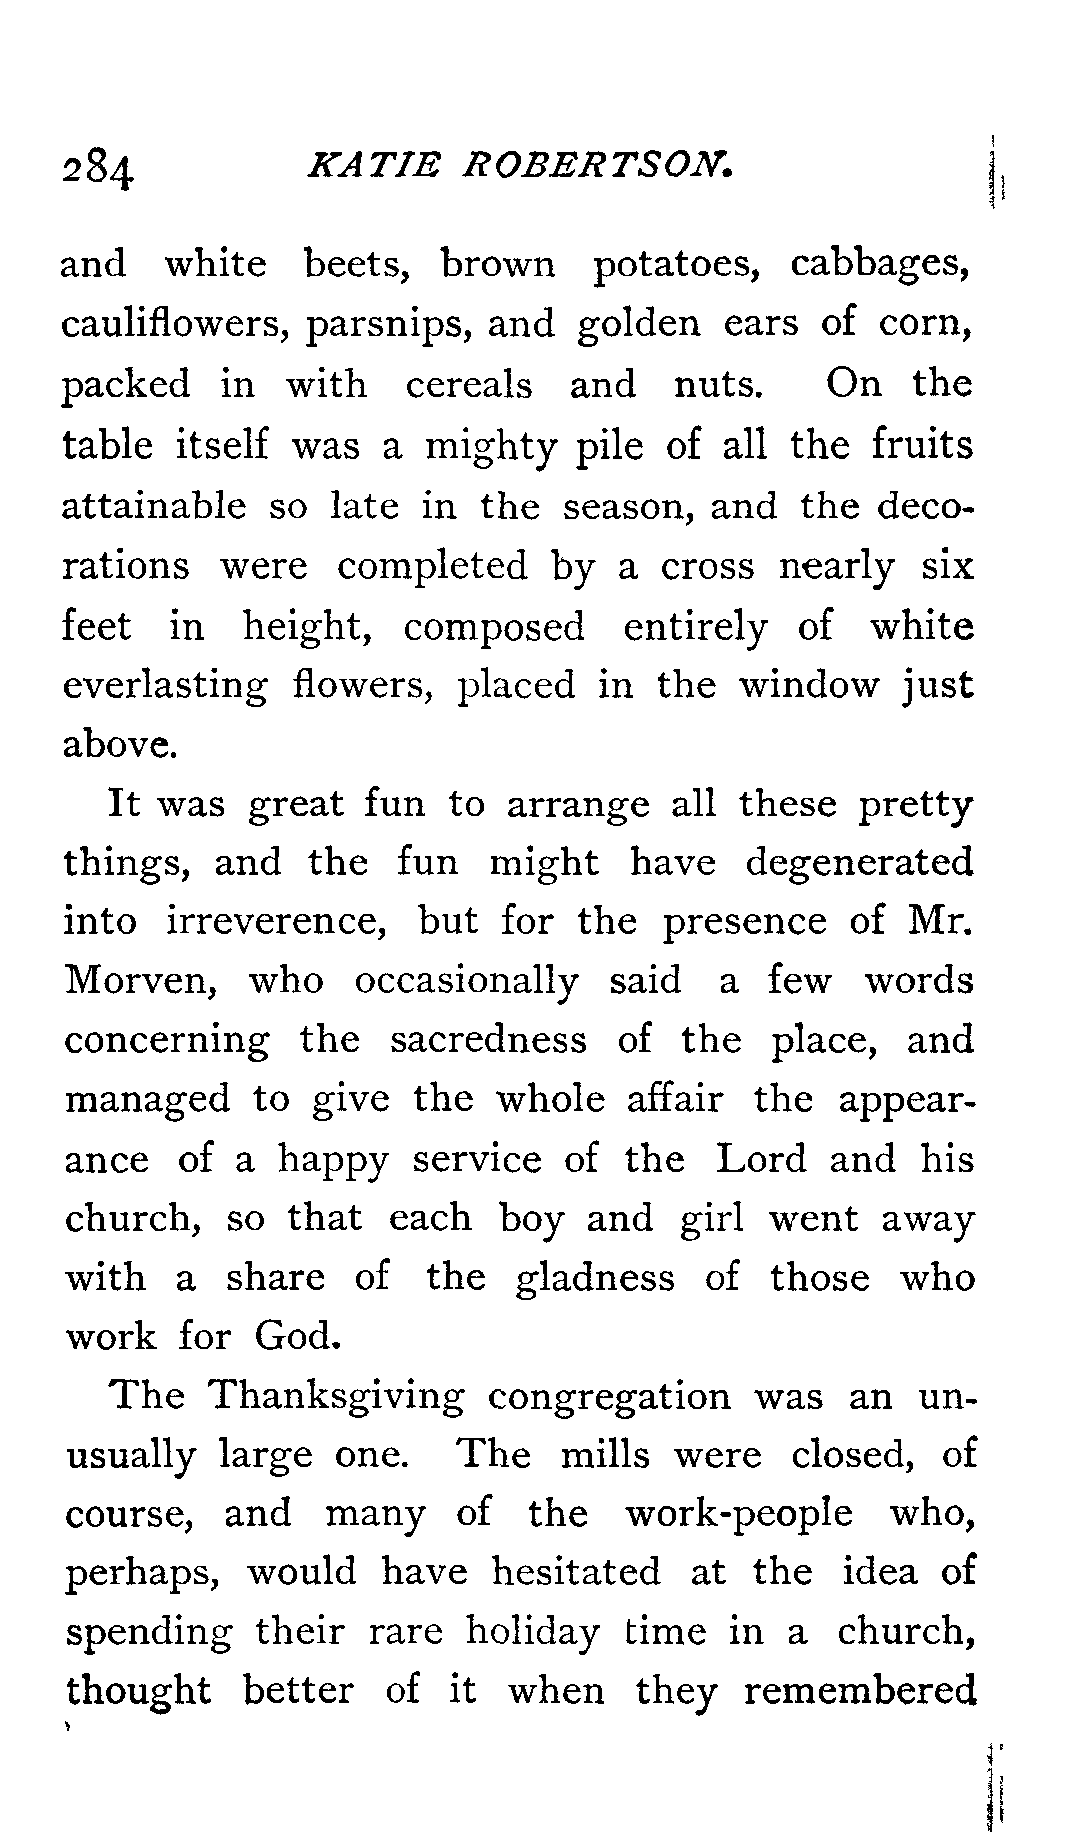 284 KATIE ROBERTSON.
and white beets, brown potatoes, cabbages,
cauliflowers, parsnips, and golden ears of corn,
packed in with cereals and nuts. On the
table itself was a mighty pile of all the fruits
attainable so late in the season, and the deco-
rations were completed by a cross nearly six
feet in height, composed entirely of white
everlasting flowers, placed in the window just
above.
It was great fun to arrange all these pretty
things, and the fun might have degenerated
into irreverence, but for the presence of Mr.
Morven, who occasionally said a few words
concerning the sacredness of the place, and
managed to give the whole affair the appear-
ance of a happy service of the Lord and his
church, so that each boy and girl went away
with a share of the gladness of those who
work for God.
The Thanksgiving congregation was an un-
usually large one. The mills were closed, of
course, and many of the work-people who,
perhaps, would have hesitated at the idea of
spending their rare holiday time in a church,
thought better of it when they remembered